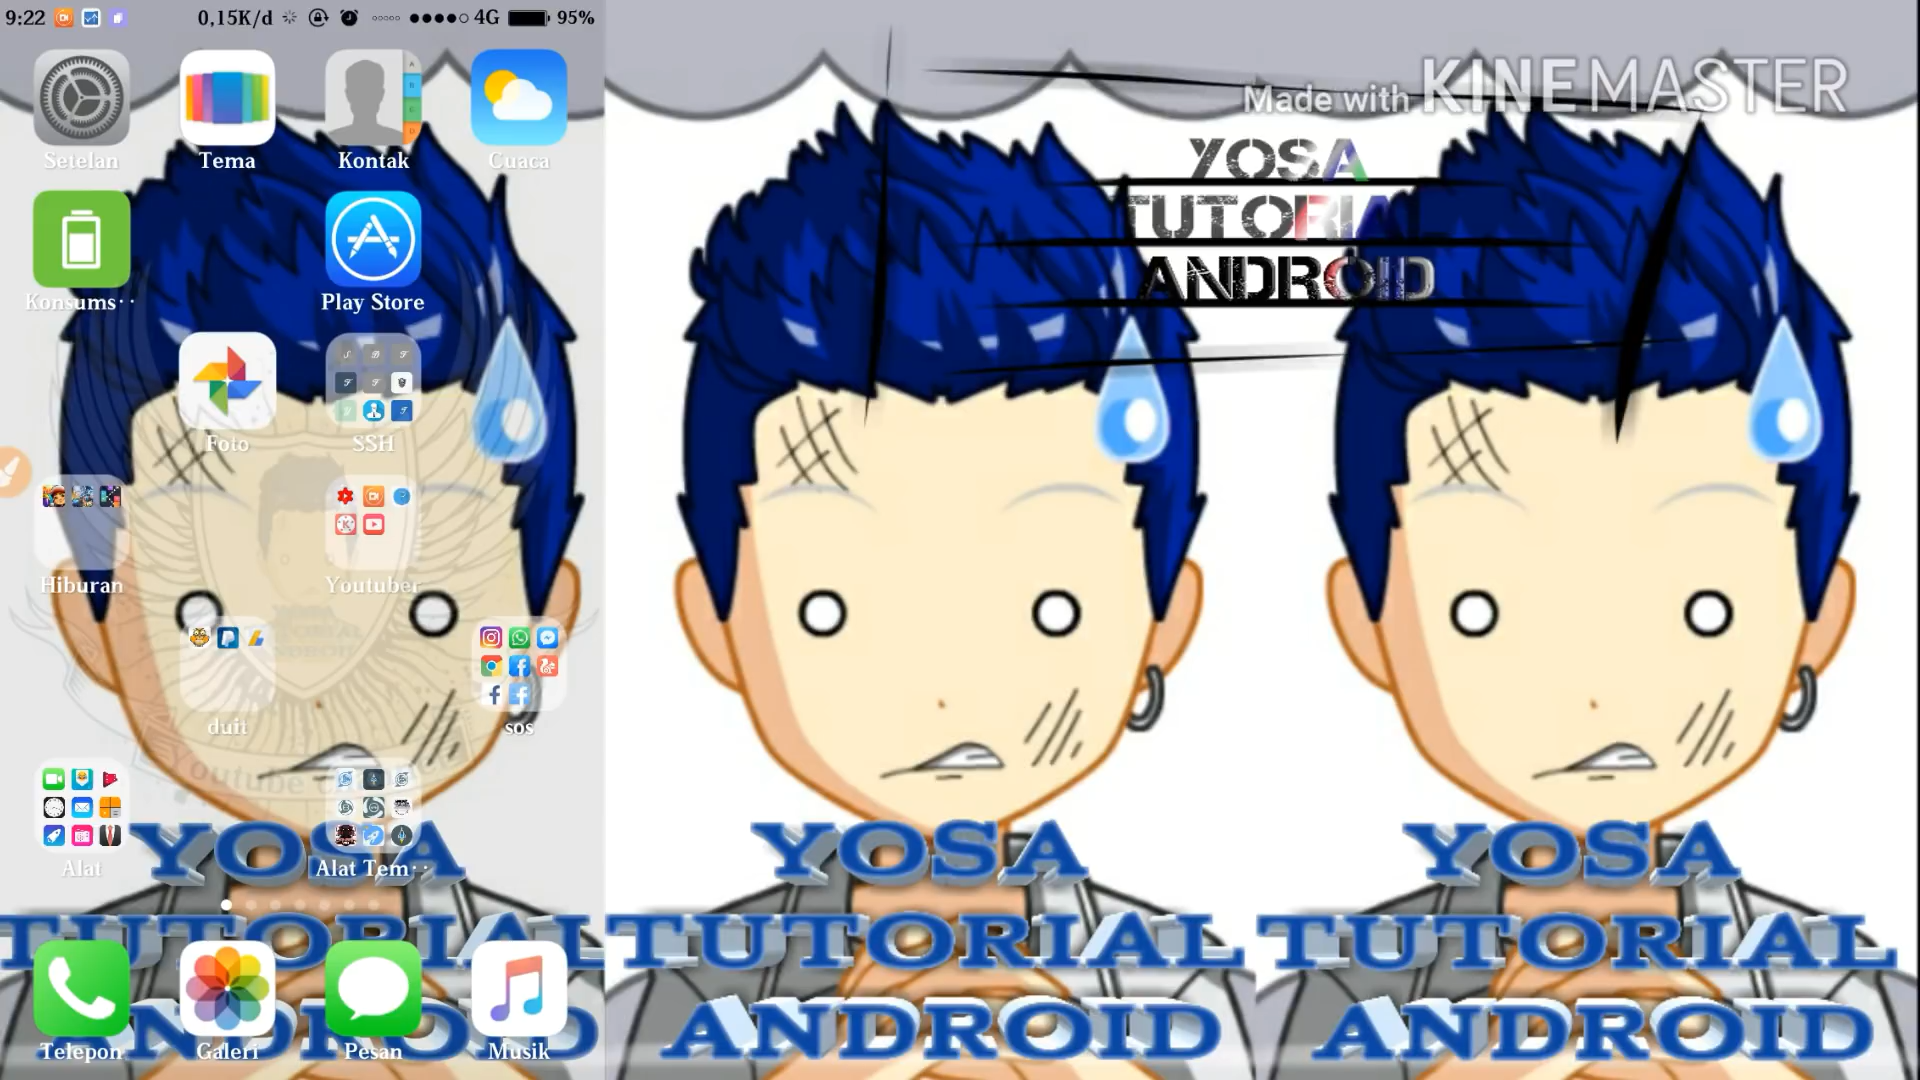 9:22 0,15K/d 4G 95%
Made with KINEMASTER
YOSA
TUTORIA
ANDROID
Setelan Tema Kontak Cuaca
Konsums·· Play Store
Foto SSH
Hiburan Youtuber
duit sos
Alat Alat Tem··
YOSA YOSA YOSA
TUTORIAL TUTORIAL TUTORIAL
ANDROID ANDROID ANDROID
Telepon Galeri Pesan Musik